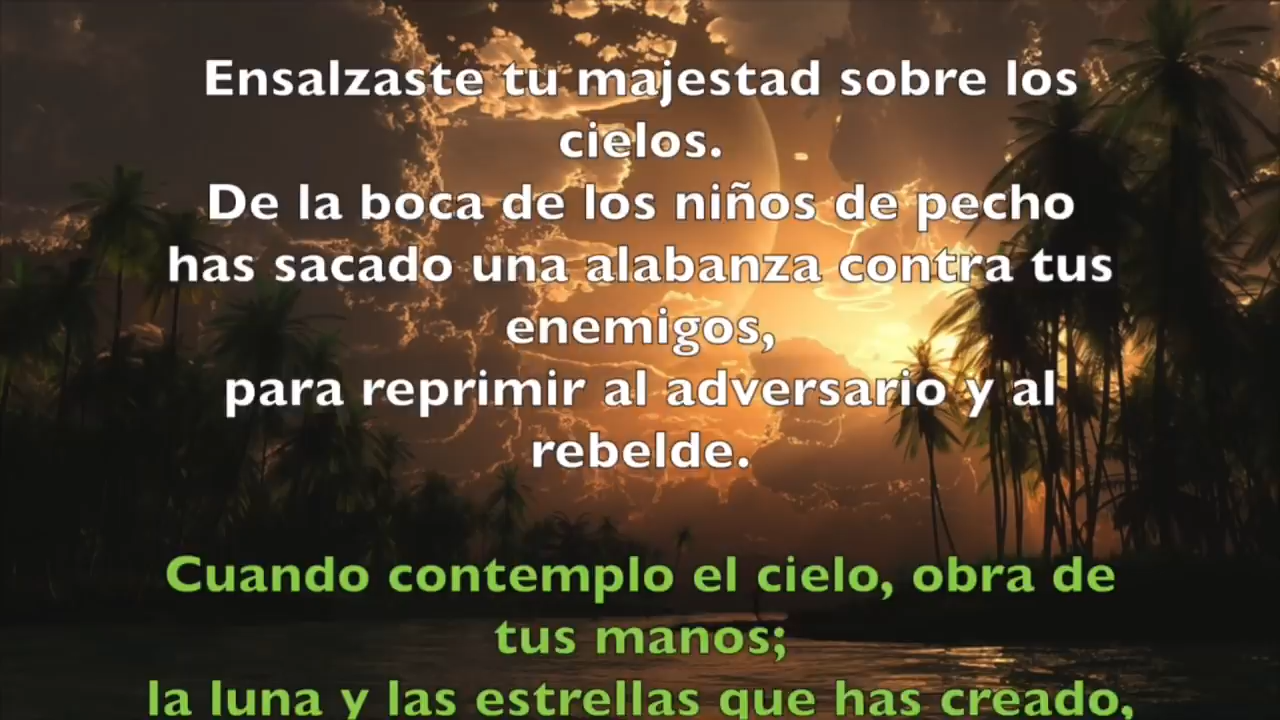 Ensalzaste tu majestad sobre los
cielos.
De la boca de los niños de pecho
has sacado una alabanza contra tus
enemigos,
para reprimir al adversario y al
rebelde.
Cuando contemplo el cielo, obra de
tus manos;
la luna y las estrellas que has creado,